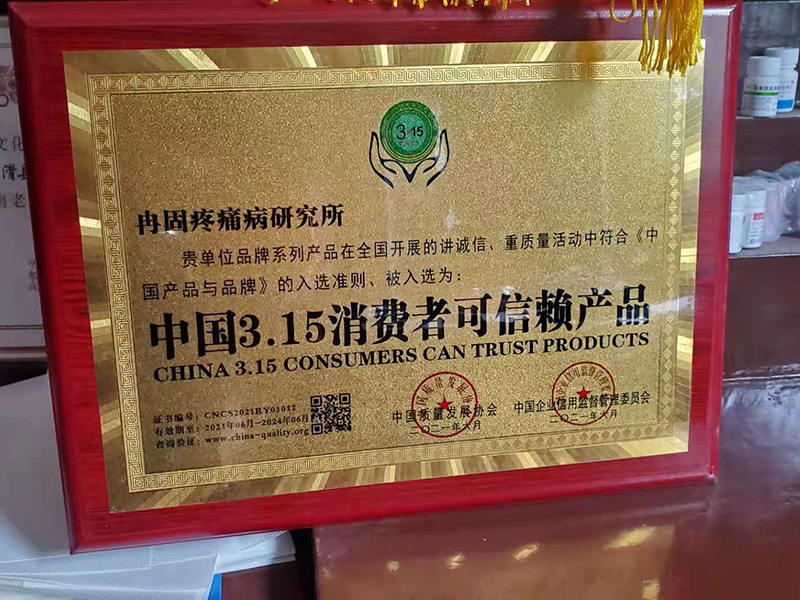 3·15
冉固疼痛病研究所
贵单位品牌系列产品在全国开展的讲诚信、重质量活动中符合《中
国产品与品牌》的入选准则、被入选为：
中国3.15消费者可信赖产品
CHINA 3.15 CONSUMERS CAN TRUST PRODUCTS
证书编号：CNCS2021RY01012
有效期至：2021年06月-2024年06月
查询验证：www.china-quality.org
中国质量发展协会
二〇二一年六月
中国企业信用监督管理委员会
二〇二一年六月